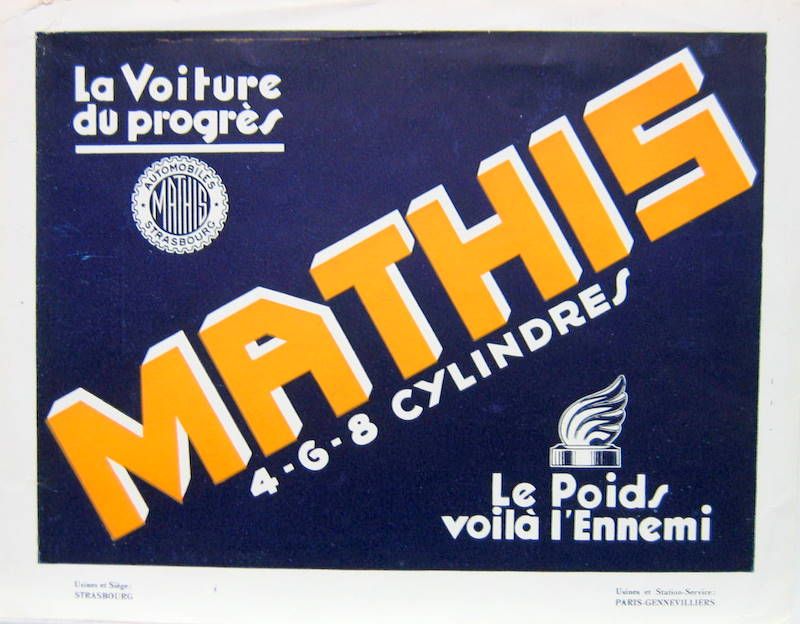 La Voiture
du progrès
AUTOMOBILES
MATHIS
STRASBOURG
MATHIS
4-6-8 CYLINDRES
Le Poids
voilà l'Ennemi
Usines et Siège:
STRASBOURG
Usines et Station-Service:
PARIS-GENNEVILLIERS